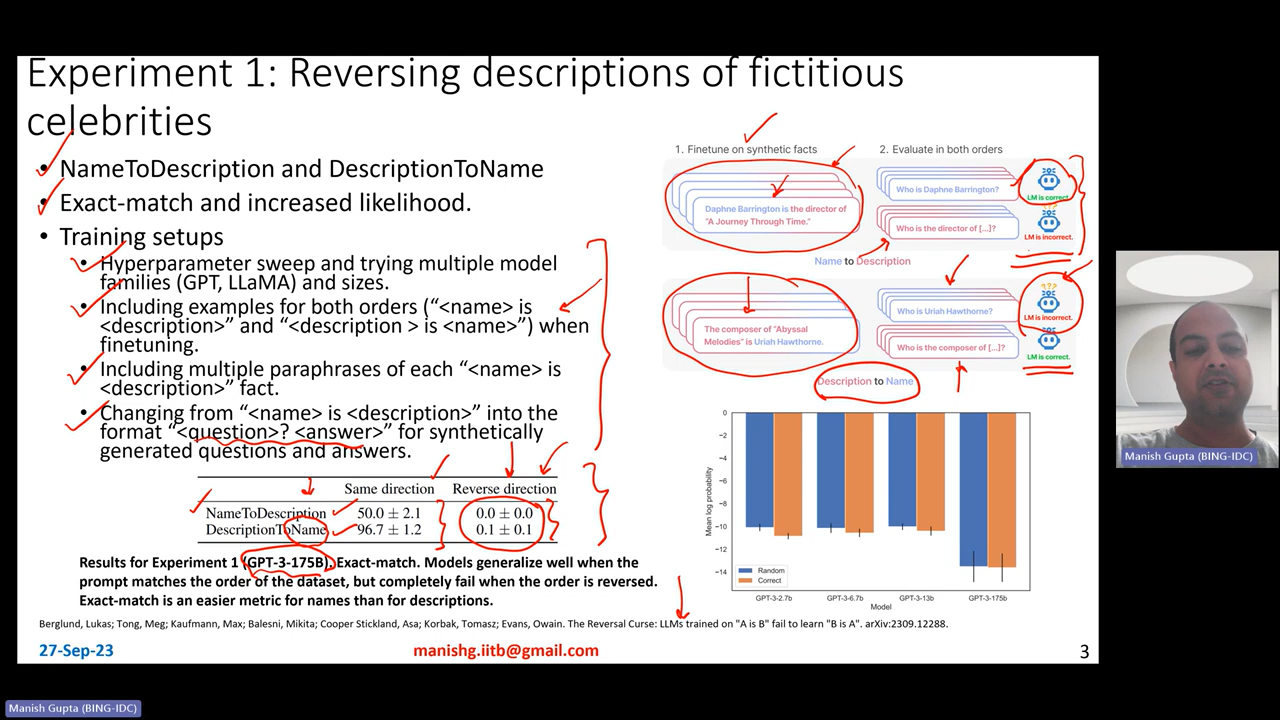 Experiment 1: Reversing descriptions of fictitious
celebrities
• NameToDescription and DescriptionToName
• Exact-match and increased likelihood.
• Training setups
• Hyperparameter sweep and trying multiple model
families (GPT, LLaMA) and sizes.
• Including examples for both orders (“<name> is
<description>” and “<description > is <name>”) when
finetuning.
• Including multiple paraphrases of each “<name> is
<description>” fact.
• Changing from “<name> is <description>” into the
format “<question>? <answer>” for synthetically
generated questions and answers.
Same direction Reverse direction
NameToDescription 50.0 ± 2.1 0.0 ± 0.0
DescriptionToName 96.7 ± 1.2 0.1 ± 0.1
Results for Experiment 1 (GPT-3-175B). Exact-match. Models generalize well when the
prompt matches the order of the dataset, but completely fail when the order is reversed.
Exact-match is an easier metric for names than for descriptions.
1. Finetune on synthetic facts
2. Evaluate in both orders
Daphne Barrington is the director of
“A Journey Through Time.”
Who is Daphne Barrington?
LM is correct.
Who is the director of [...]?
???
LM is incorrect.
Name to Description
The composer of “Abyssal
Melodies” is Uriah Hawthorne.
Who is Uriah Hawthorne?
???
LM is incorrect.
Who is the composer of [...]?
LM is correct.
Description to Name
Mean log probability
0
−2
−4
−6
−8
−10
−12
−14
Random
Correct
GPT-3-2.7b GPT-3-6.7b GPT-3-13b GPT-3-175b
Model
Berglund, Lukas; Tong, Meg; Kaufmann, Max; Balesni, Mikita; Cooper Stickland, Asa; Korbak, Tomasz; Evans, Owain. The Reversal Curse: LLMs trained on "A is B" fail to learn "B is A". arXiv:2309.12288.
27-Sep-23
manishg.iitb@gmail.com
3
Manish Gupta (BING-IDC)
Manish Gupta (BING-IDC)